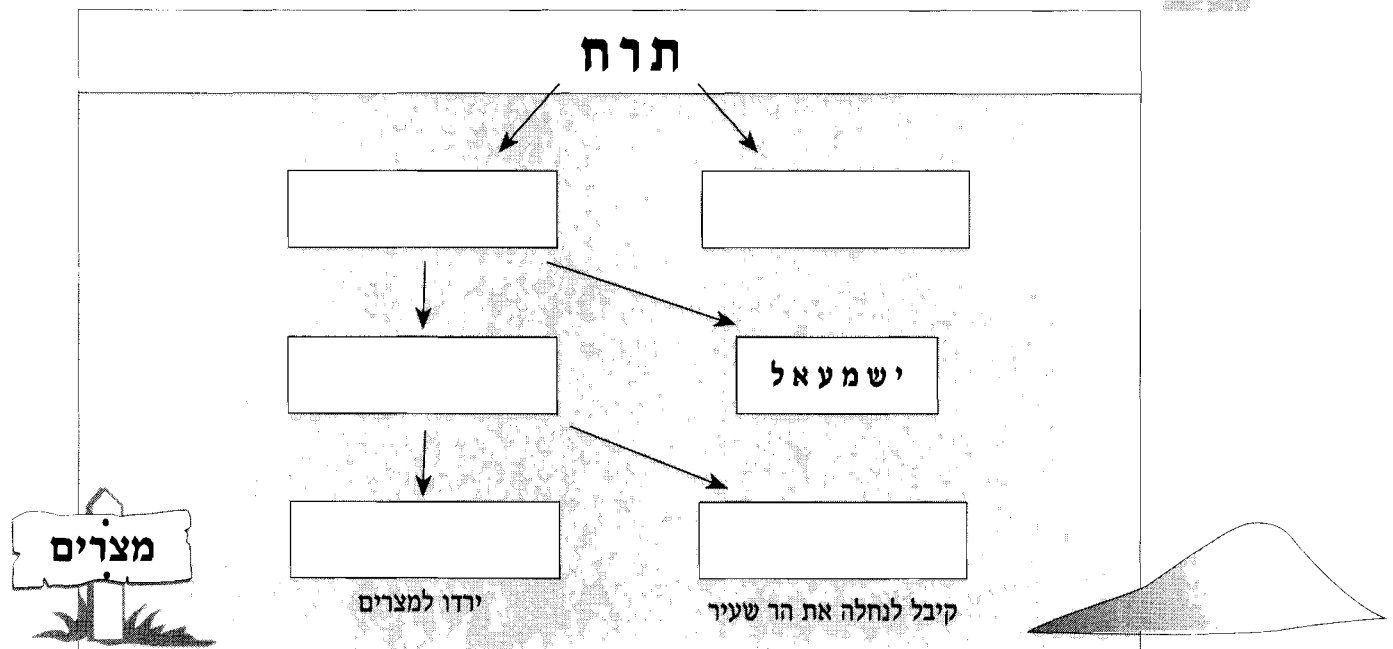 תרח
ישמעאל
מצרים
קיבל לנחלה את הר שעיר
ירדו למצרים